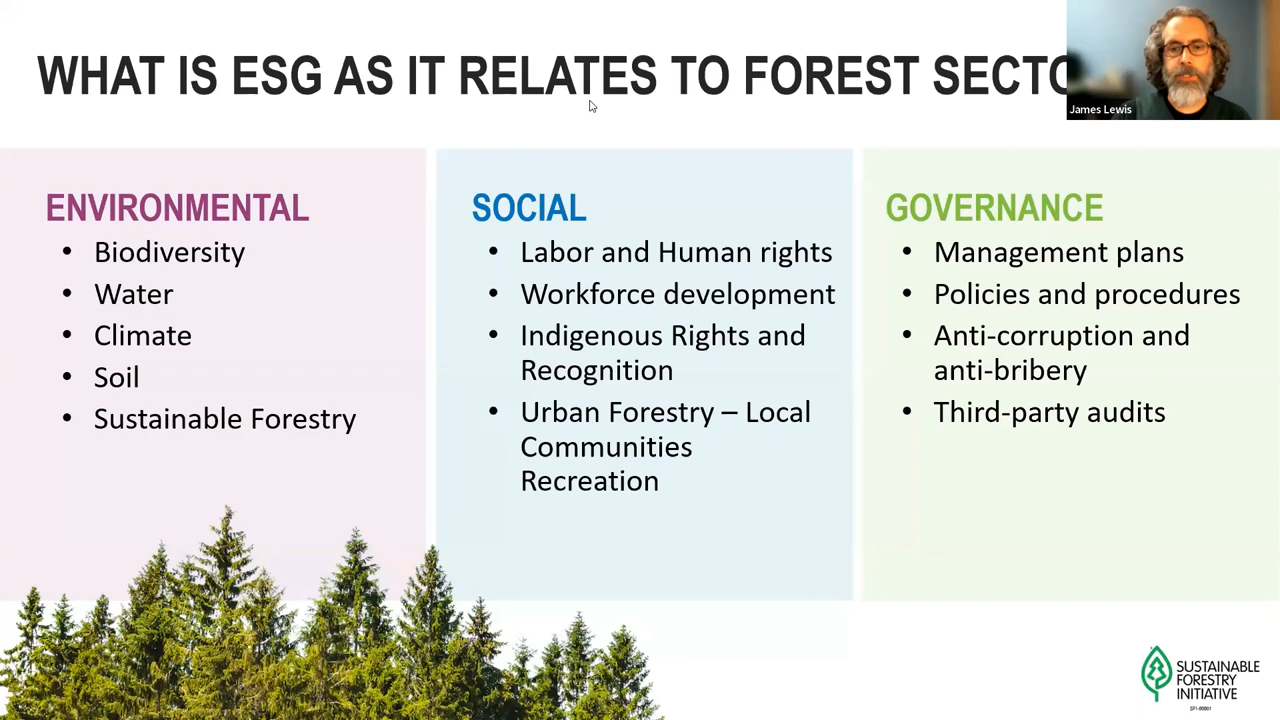 WHAT IS ESG AS IT RELATES TO FOREST SECTO
James Lewis
ENVIRONMENTAL
• Biodiversity
• Water
• Climate
• Soil
• Sustainable Forestry
SOCIAL
• Labor and Human rights
• Workforce development
• Indigenous Rights and
Recognition
• Urban Forestry – Local
Communities
Recreation
GOVERNANCE
• Management plans
• Policies and procedures
• Anti-corruption and
anti-bribery
• Third-party audits
SUSTAINABLE
FORESTRY
INITIATIVE
SFI-00001